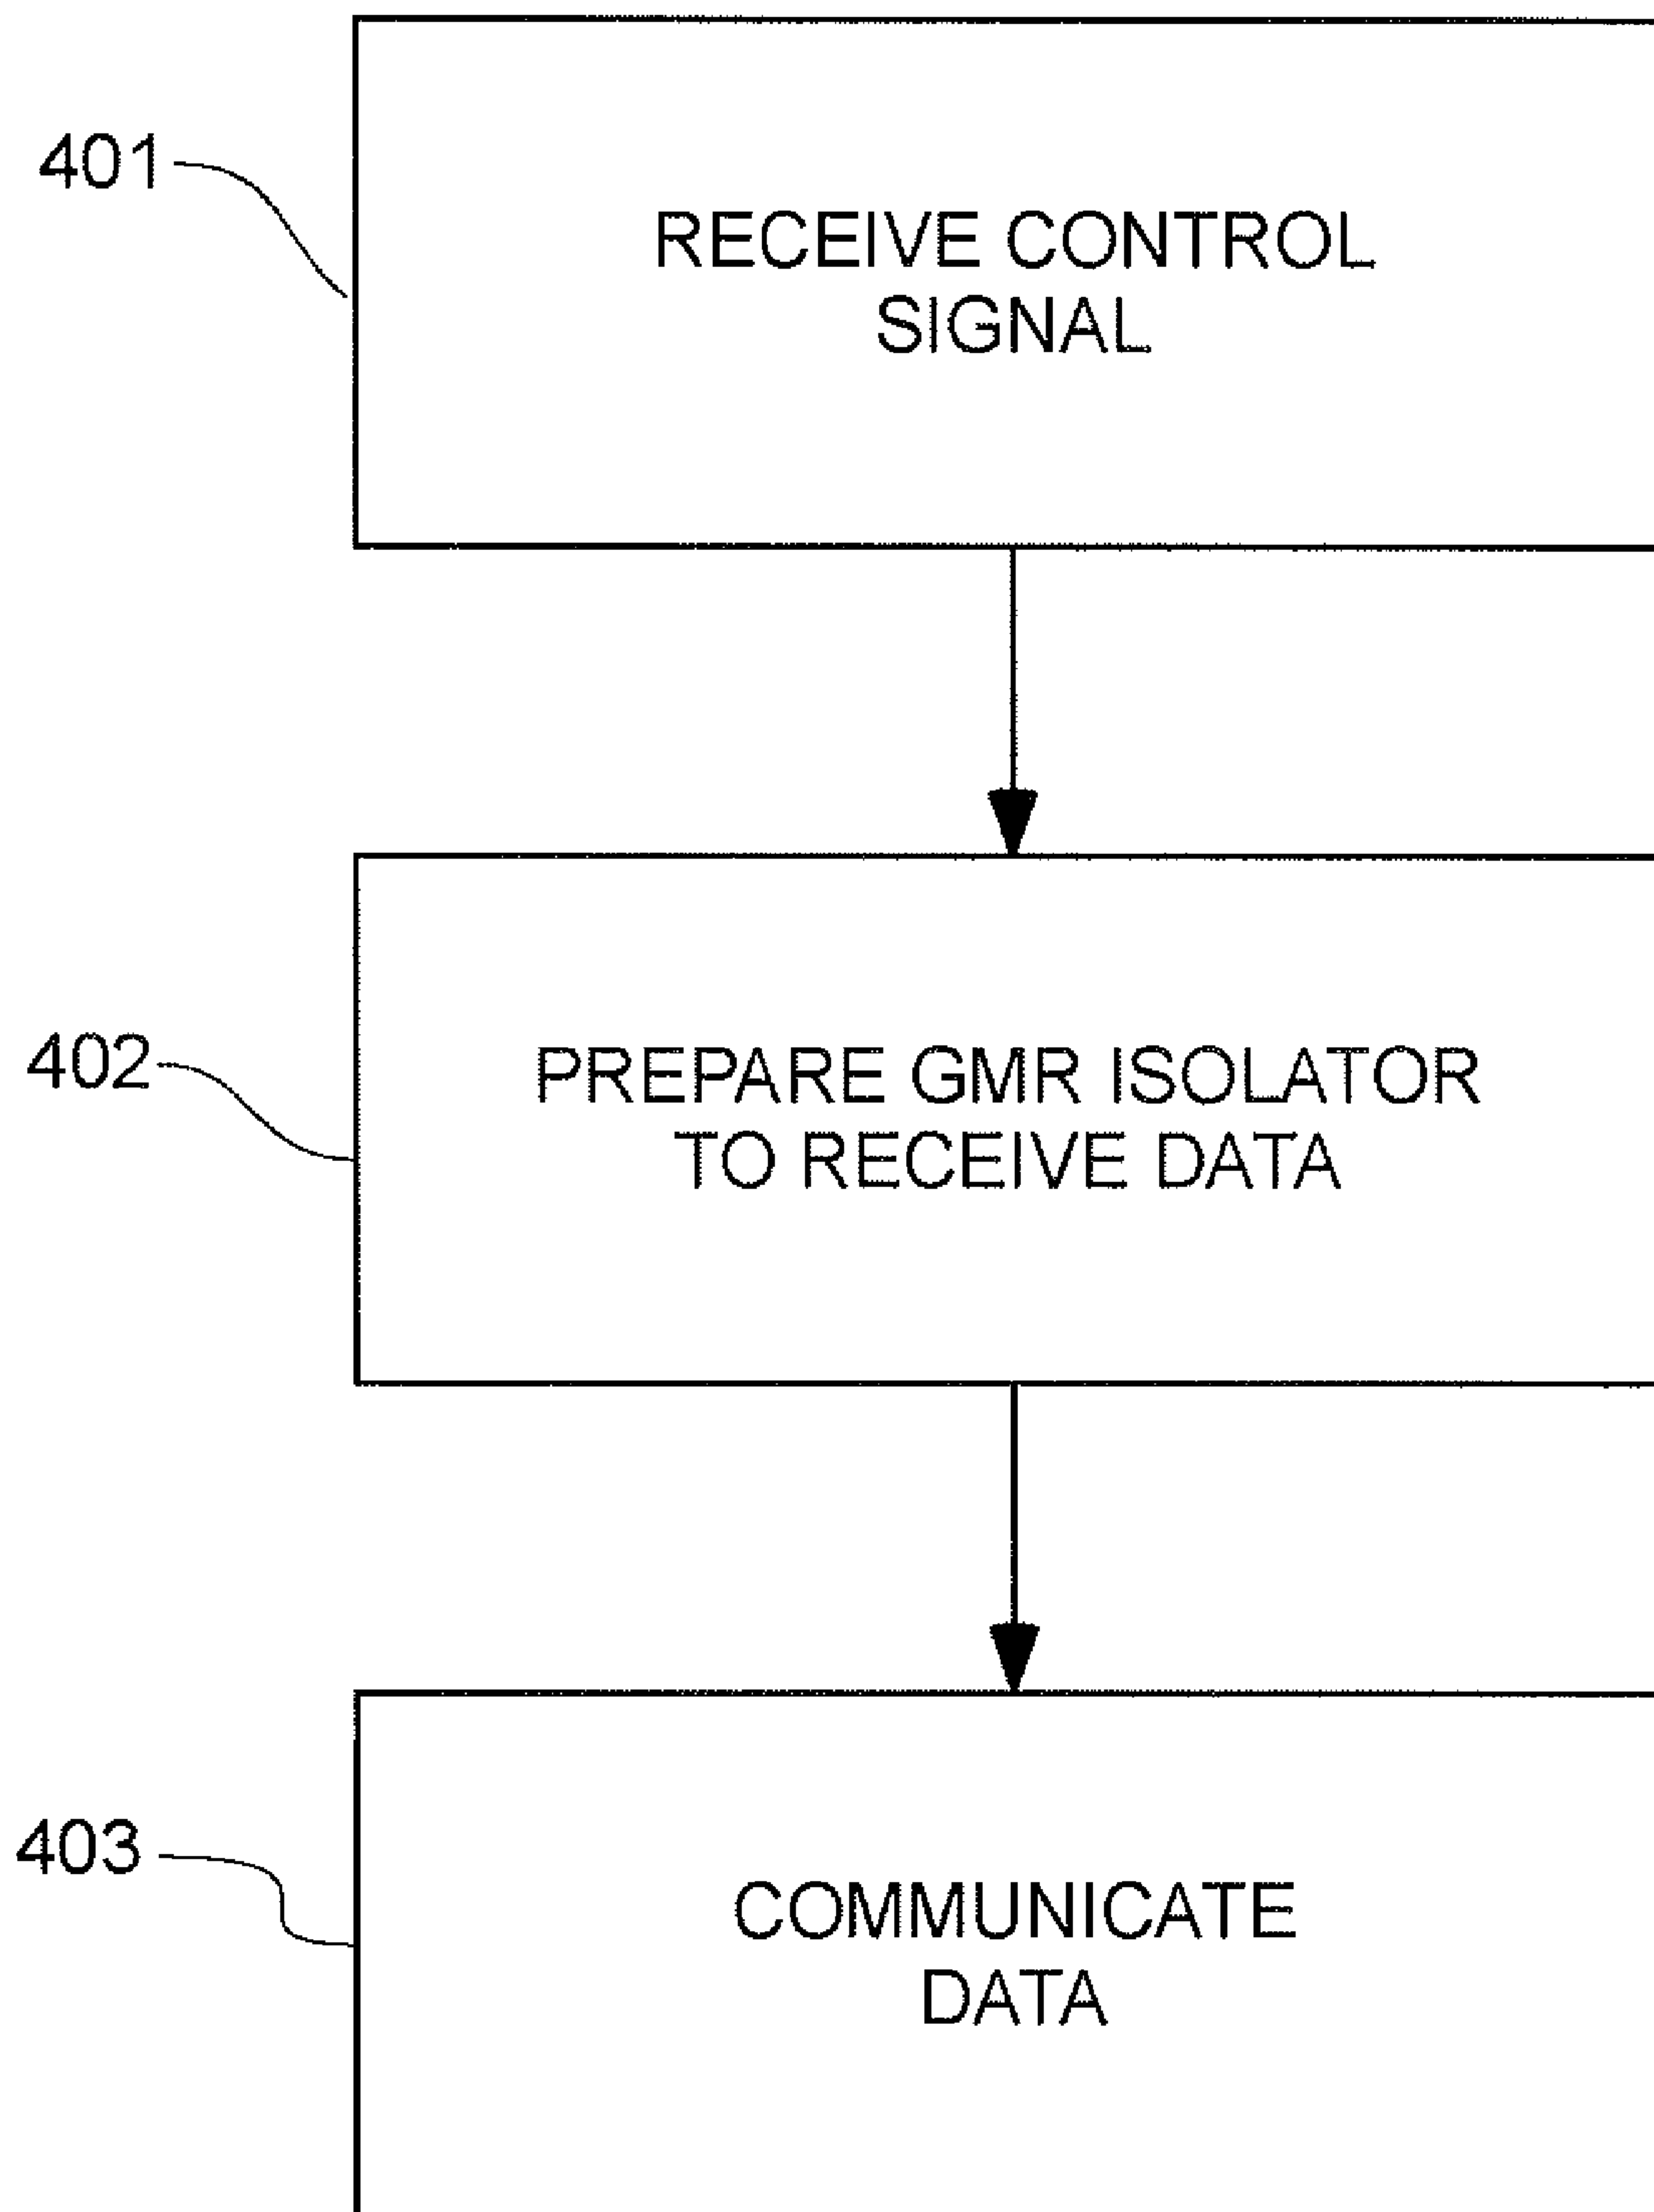 401
RECEIVE CONTROL
SIGNAL
402
PREPARE GMR ISOLATOR
TO RECEIVE DATA
403
COMMUNICATE
DATA